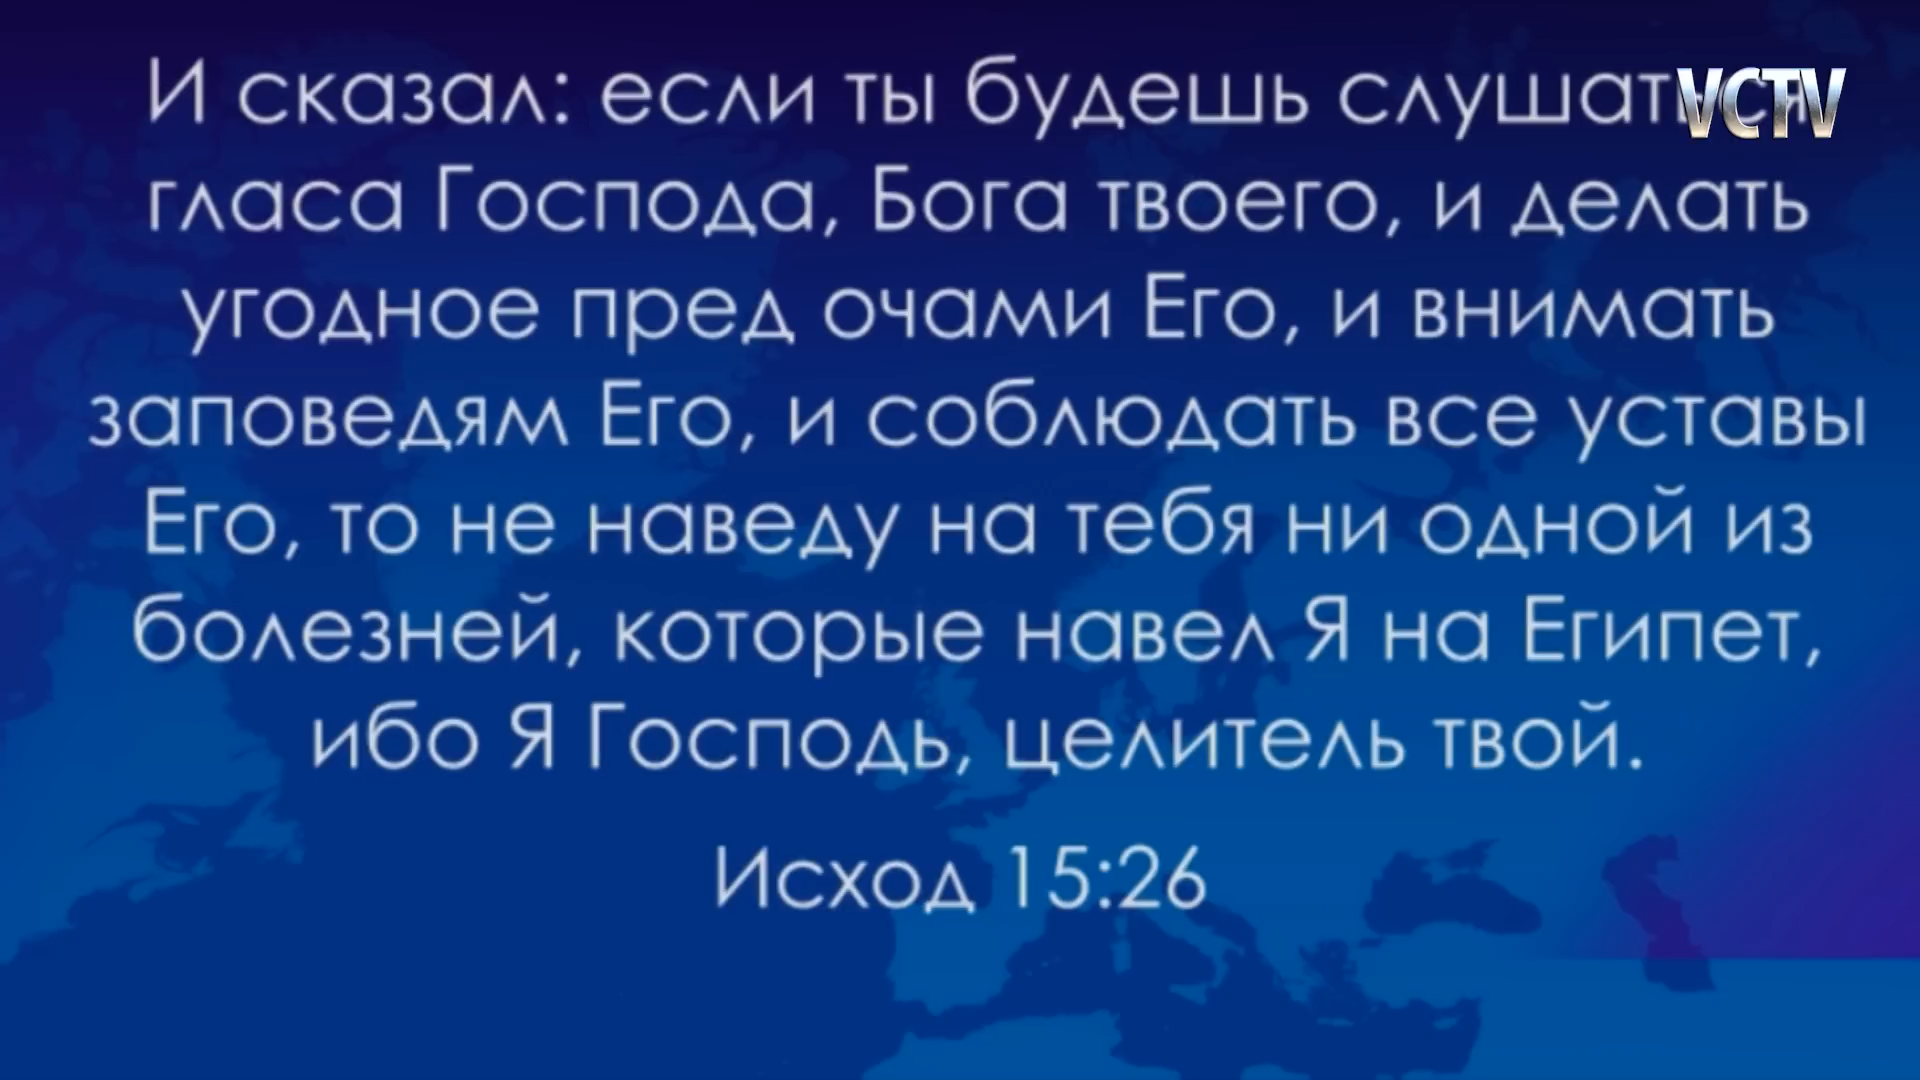 И сказал: если ты будешь слушаться
VCTV
гласа Господа, Бога твоего, и делать
угодное пред очами Его, и внимать
заповедям Его, и соблюдать все уставы
Его, то не наведу на тебя ни одной из
болезней, которые навел Я на Египет,
ибо Я Господь, целитель твой.
Исход 15:26